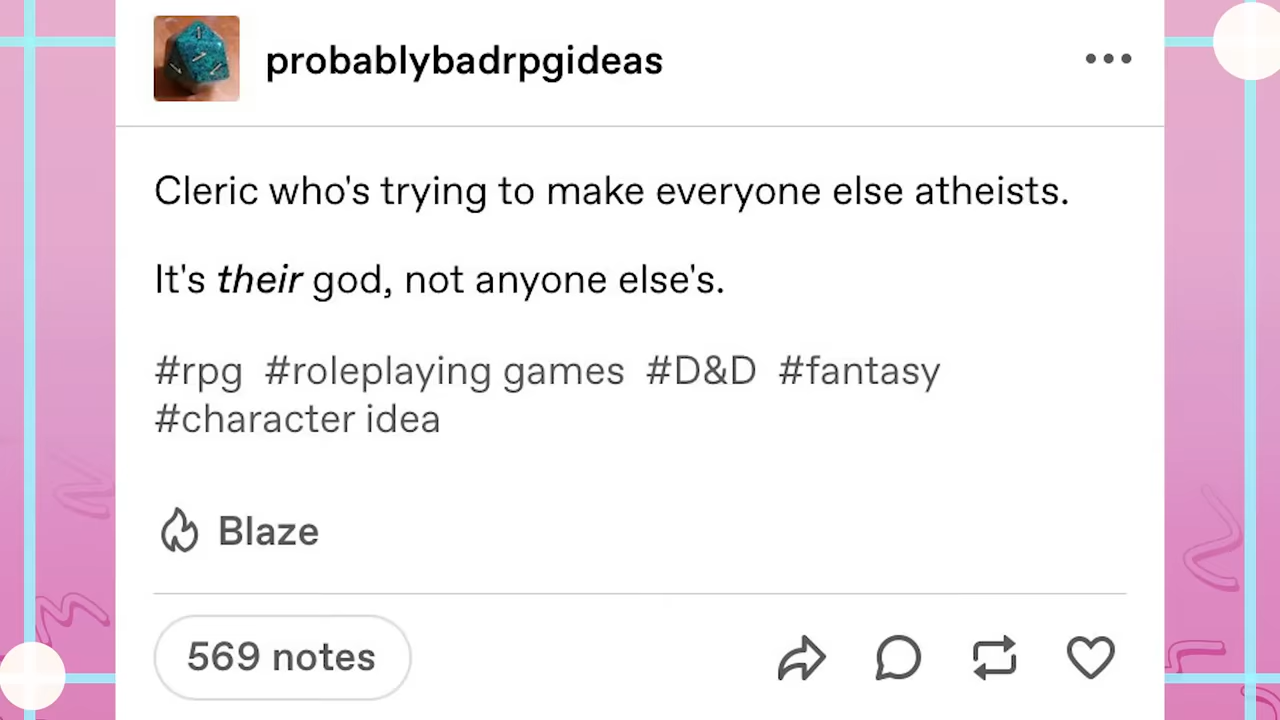 probablybadrpgideas
Cleric who's trying to make everyone else atheists.
It's their god, not anyone else's.
#rpg #roleplaying games #D&D #fantasy
#character idea
Blaze
569 notes